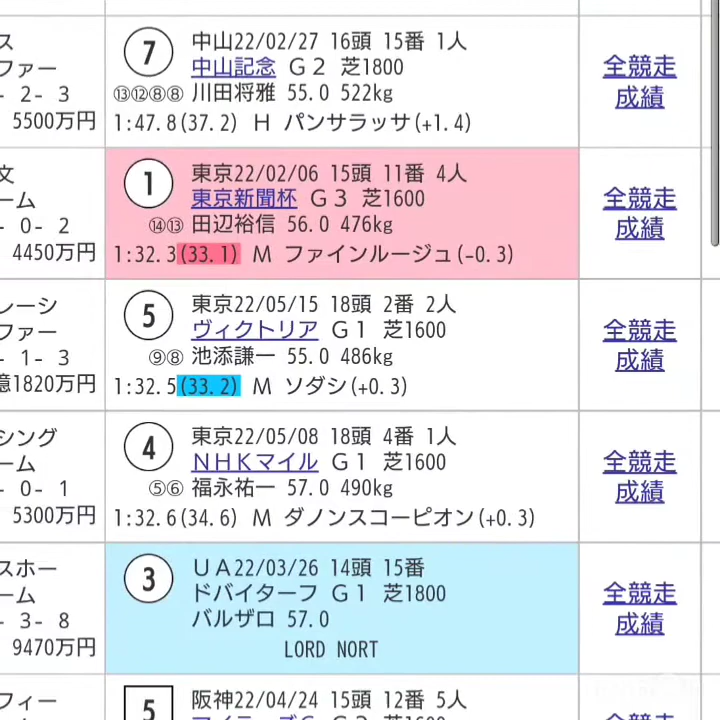 ス
ファー
- 2- 3
5500万円
7
中山22/02/27 16頭 15番 1人
中山記念 G2 芝1800
⑬⑫⑧⑧ 川田将雅 55.0 522kg
1:47.8(37.2) H パンサラッサ(+1.4)
全競走
成績
文
ーム
- 0- 2
4450万円
1
東京22/02/06 15頭 11番 4人
東京新聞杯 G3 芝1600
⑭⑬ 田辺裕信 56.0 476kg
1:32.3(33.1) M ファインルージュ(-0.3)
全競走
成績
レーシ
ファー
- 1- 3
億1820万円
5
東京22/05/15 18頭 2番 2人
ヴィクトリア G1 芝1600
⑨⑧ 池添謙一 55.0 486kg
1:32.5(33.2) M ソダシ(+0.3)
全競走
成績
シング
ーム
- 0- 1
5300万円
4
東京22/05/08 18頭 4番 1人
NHKマイル G1 芝1600
⑤⑥ 福永祐一 57.0 490kg
1:32.6(34.6) M ダノンスコーピオン(+0.3)
全競走
成績
スホー
ーム
- 3- 8
9470万円
3
UA22/03/26 14頭 15番
ドバイターフ G1 芝1800
バルザロ 57.0
LORD NORT
全競走
成績
フィー
5
阪神22/04/24 15頭 12番 5人
マイラーズC G2 芝1600
全競走